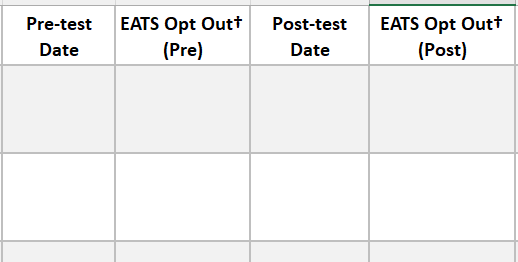 Pre-test
Date
EATS Opt Out†
(Pre)
Post-test
Date
EATS Opt Out†
(Post)